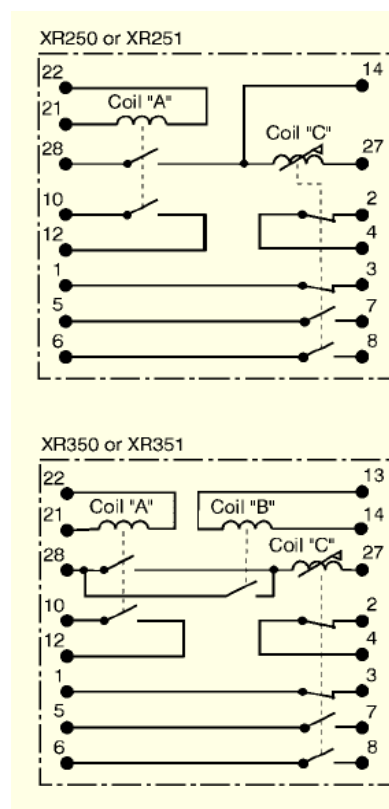 XR250 or XR251
22 14
21 Coil "A"
Coil "C"
28 27
10 2
12 4
1 3
5 7
6 8
XR350 or XR351
22 13
Coil "A" Coil "B"
21 14
Coil "C"
28 27
10 2
12 4
1 3
5 7
6 8